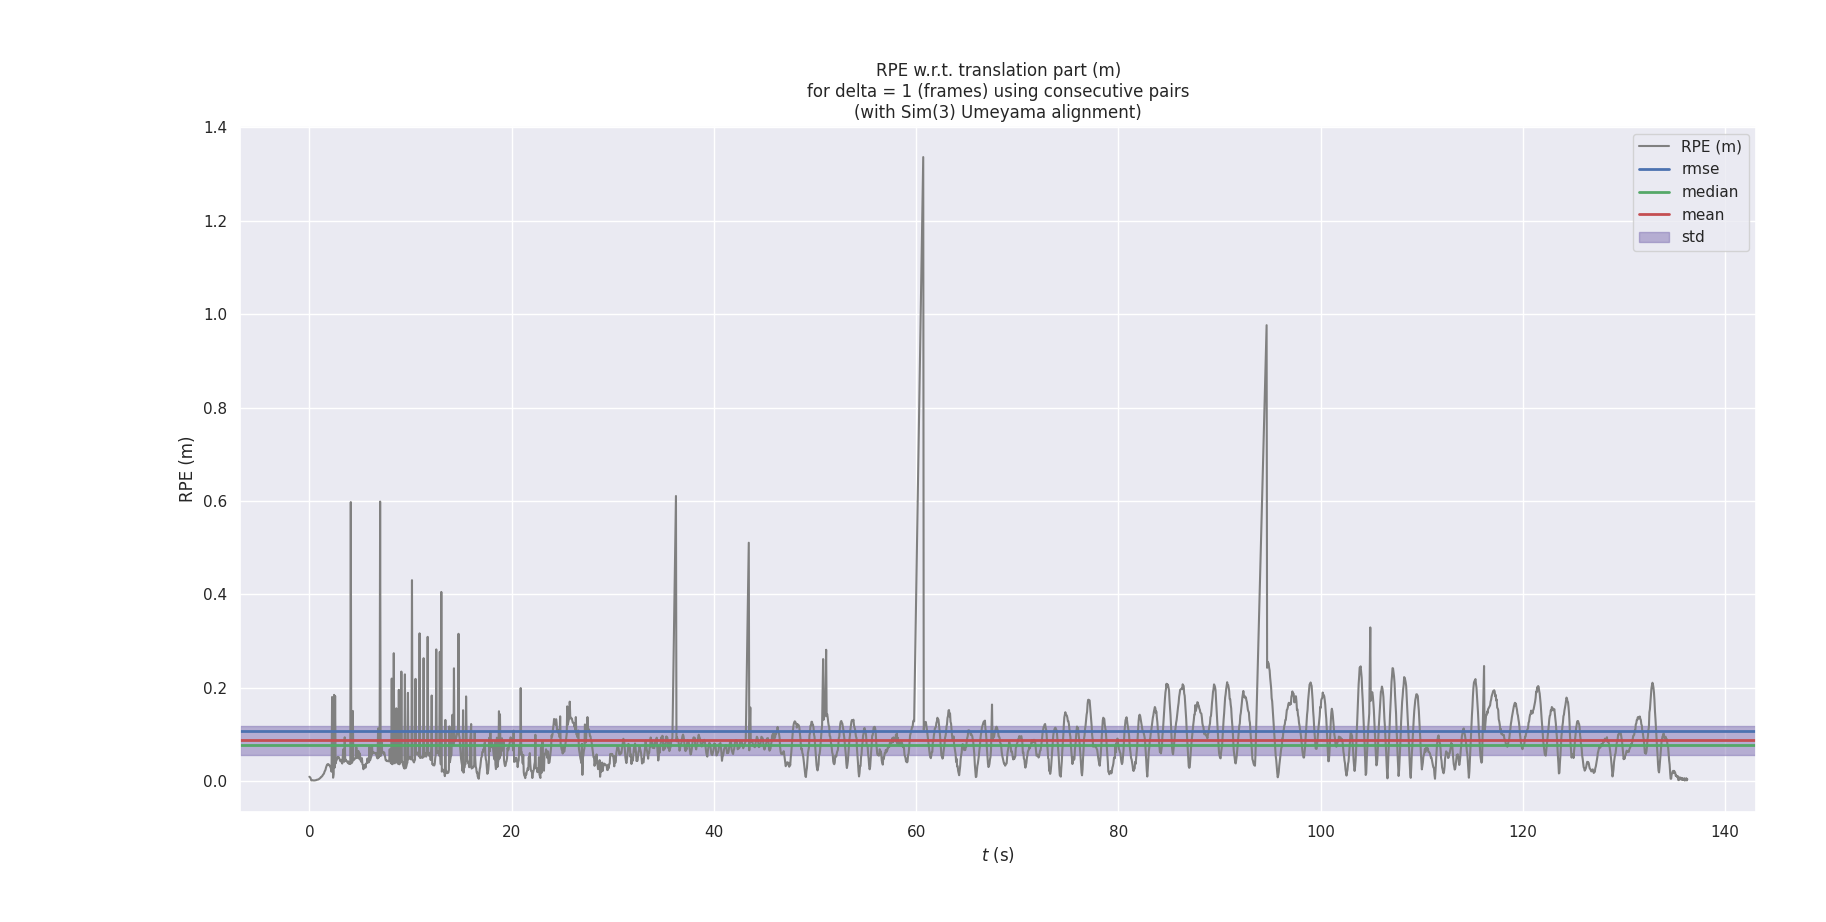 RPE w.r.t. translation part (m)
for delta = 1 (frames) using consecutive pairs
(with Sim(3) Umeyama alignment)
RPE (m)
rmse
median
mean
std
1.4
1.2
1.0
0.8
0.6
0.4
0.2
0.0
RPE (m)
0 20 40 60 80 100 120 140
t (s)